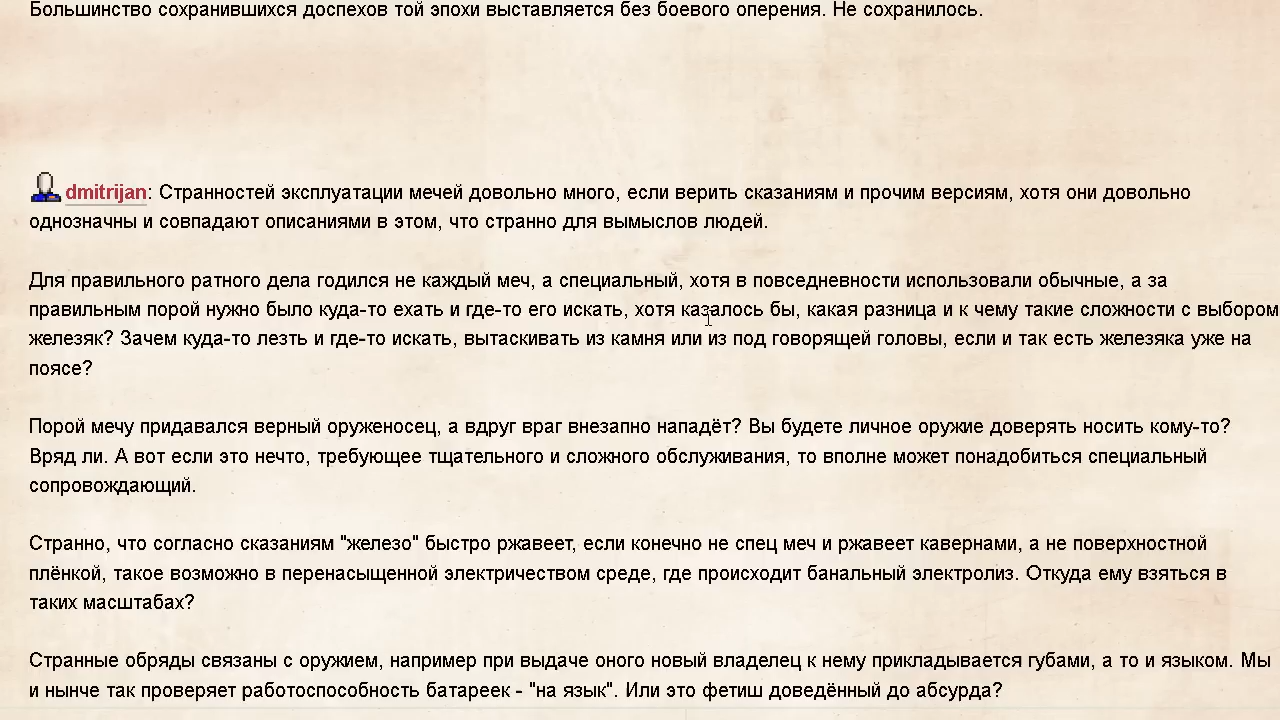 Большинство сохранившихся доспехов той эпохи выставляется без боевого оперения. Не сохранилось.
dmitrijan: Странностей эксплуатации мечей довольно много, если верить сказаниям и прочим версиям, хотя они довольно
однозначны и совпадают описаниями в этом, что странно для вымыслов людей.
Для правильного ратного дела годился не каждый меч, а специальный, хотя в повседневности использовали обычные, а за
правильным порой нужно было куда-то ехать и где-то его искать, хотя казалось бы, какая разница и к чему такие сложности с выбором
железяк? Зачем куда-то лезть и где-то искать, вытаскивать из камня или из под говорящей головы, если и так есть железяка уже на
поясе?
Порой мечу придавался верный оруженосец, а вдруг враг внезапно нападёт? Вы будете личное оружие доверять носить кому-то?
Вряд ли. А вот если это нечто, требующее тщательного и сложного обслуживания, то вполне может понадобиться специальный
сопровождающий.
Странно, что согласно сказаниям "железо" быстро ржавеет, если конечно не спец меч и ржавеет кавернами, а не поверхностной
плёнкой, такое возможно в перенасыщенной электричеством среде, где происходит банальный электролиз. Откуда ему взяться в
таких масштабах?
Странные обряды связаны с оружием, например при выдаче оного новый владелец к нему прикладывается губами, а то и языком. Мы
и нынче так проверяет работоспособность батареек - "на язык". Или это фетиш доведённый до абсурда?